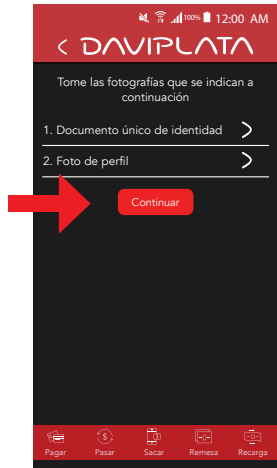 100% 12:00 AM
< DAVIPLATA
Tome las fotografías que se indican a
continuación
1. Documento único de identidad
2. Foto de perfil
Continuar
Pagar Pasar Sacar Remesa Recarga